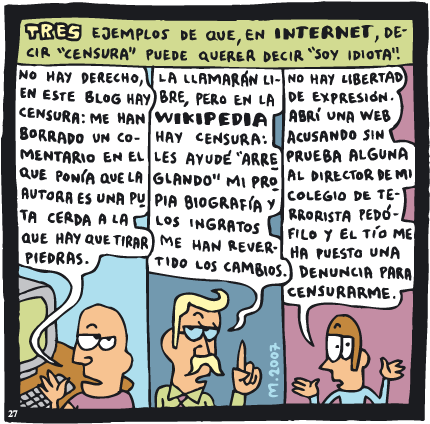 TRES EJEMPLOS DE QUE, EN INTERNET, DE-
CIR "CENSURA" PUEDE QUERER DECIR "SOY IDIOTA":
NO HAY DERECHO,
EN ESTE BLOG HAY
CENSURA: ME HAN
BORRADO UN CO-
MENTARIO EN EL
QUE PONÍA QUE LA
AUTORA ES UNA PU-
TA CERDA A LA
QUE HAY QUE TIRAR
PIEDRAS.
LA LLAMARÁN LI-
BRE, PERO EN LA
WIKIPEDIA
HAY CENSURA:
LES AYUDÉ "ARRE-
GLANDO" MI PRO-
PIA BIOGRAFÍA Y
LOS INGRATOS
ME HAN REVER-
TIDO LOS CAMBIOS.
NO HAY LIBERTAD
DE EXPRESIÓN.
ABRÍ UNA WEB
ACUSANDO SIN
PRUEBA ALGUNA
AL DIRECTOR DE MI
COLEGIO DE TE-
RRORISTA PEDÓ-
FILO Y EL TÍO ME
HA PUESTO UNA
DENUNCIA PARA
CENSURARME.
M.2007
27